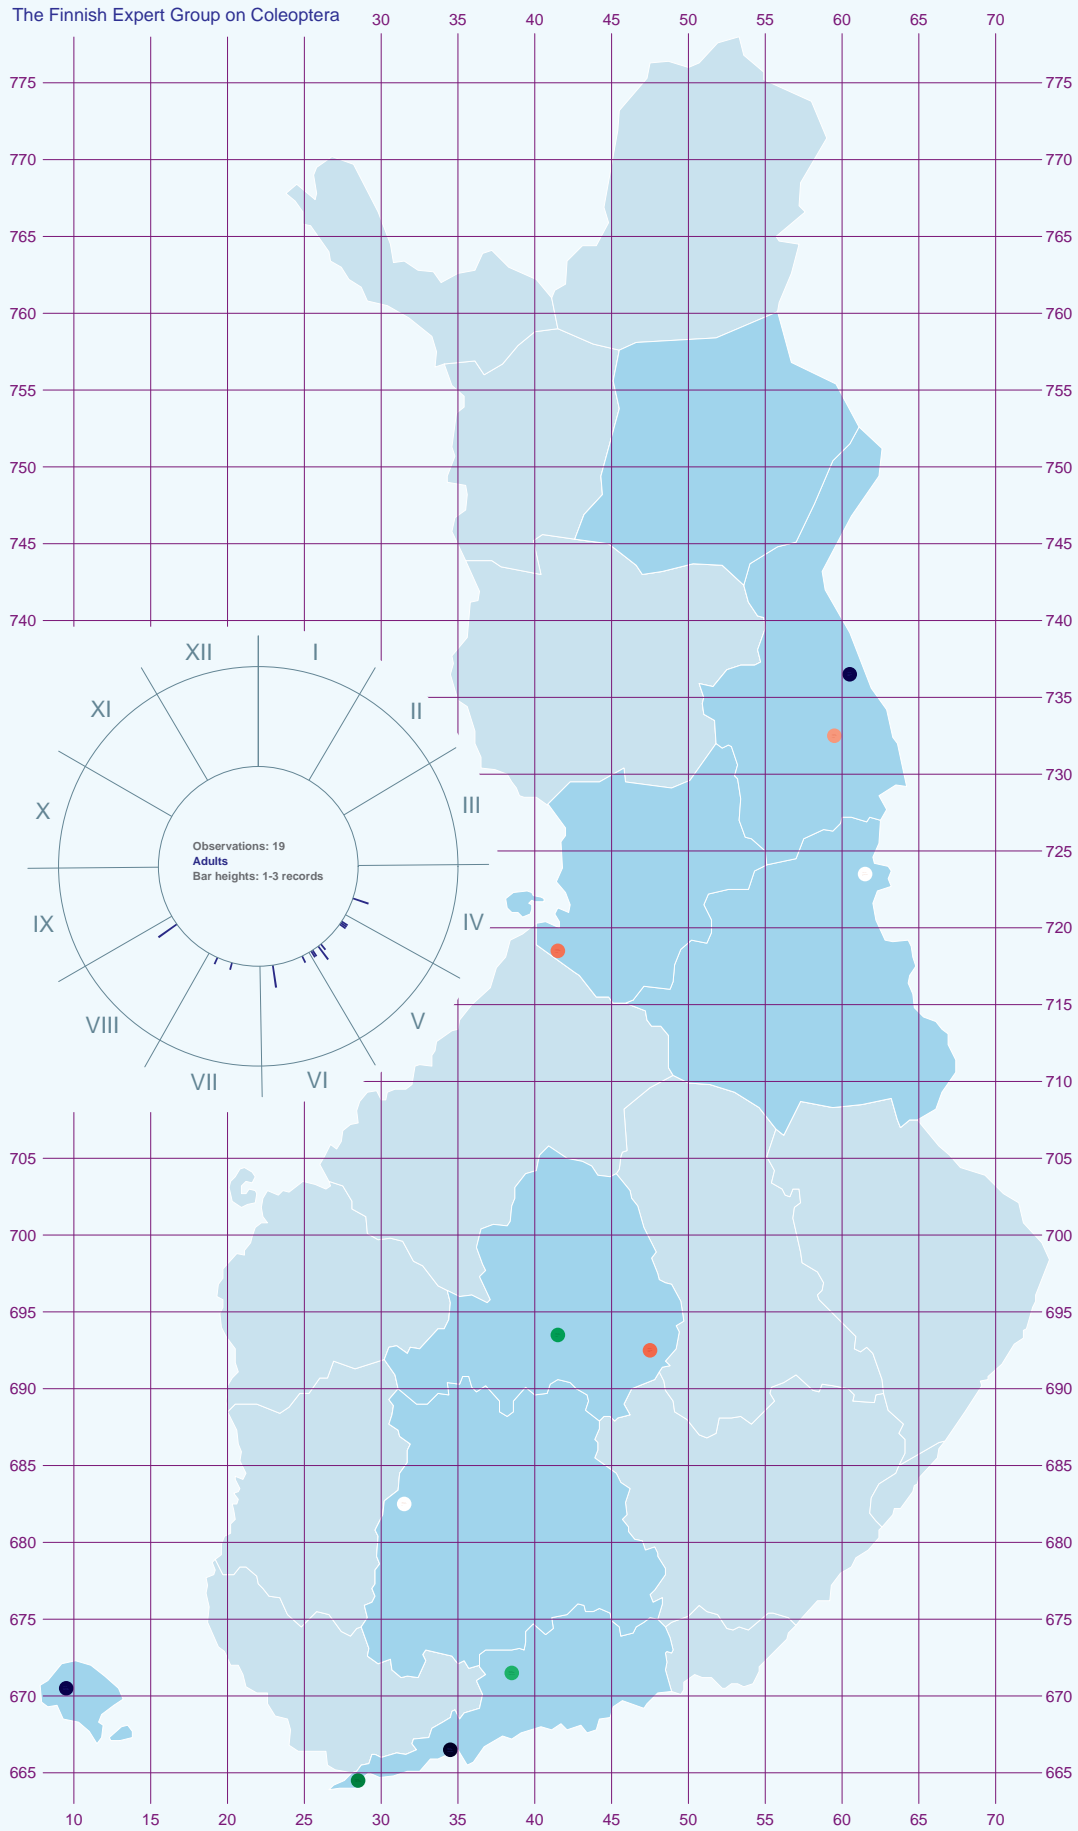 The Finnish Expert Group on Coleoptera
30 35 40 45 50 55 60 65 70
775 775
770 770
765 765
760 760
755 755
750 750
745 745
740 740
XII I
XI II
735
X III
730
Observations: 19
Adults
Bar heights: 1-3 records
725
IX IV
720
VIII V
715
VII VI
710
705 705
700 700
695 695
690 690
685 685
680 680
675 675
670 670
665 665
10 15 20 25 30 35 40 45 50 55 60 65 70